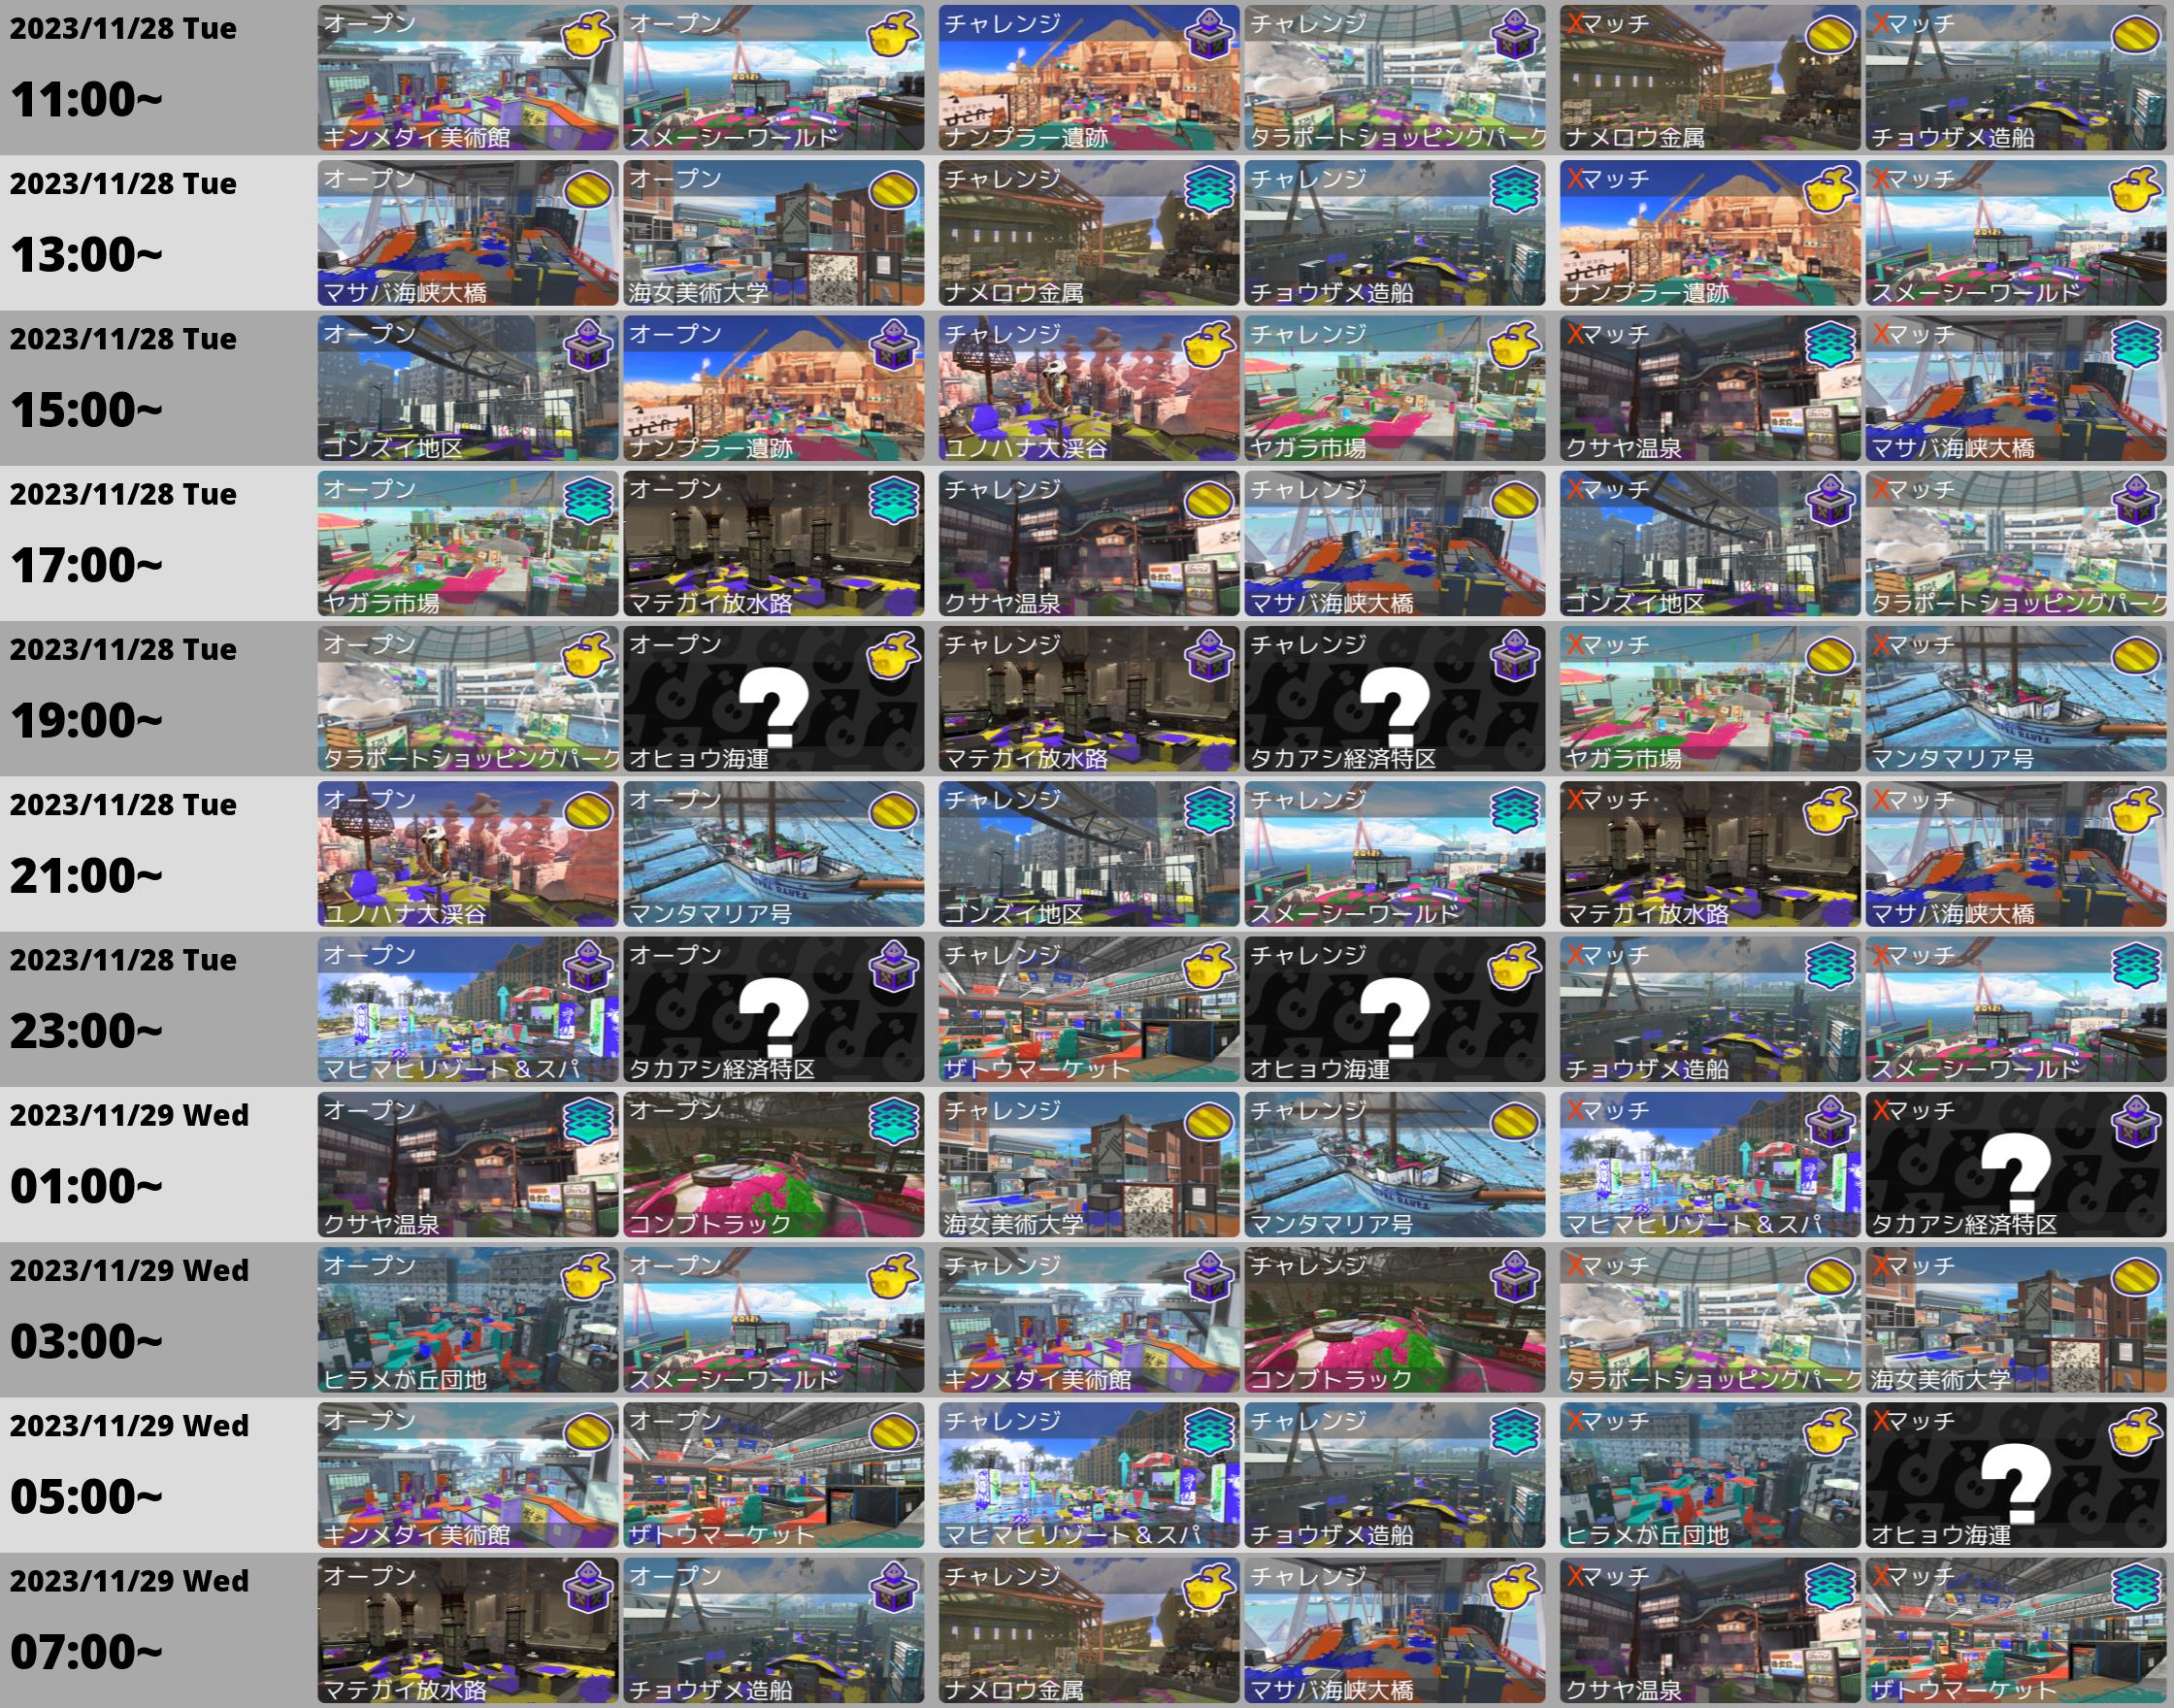 2023/11/28 Tue
11:00~
オープン
キンメダイ美術館
オープン
スメーシーワールド
チャレンジ
ナンプラー遺跡
チャレンジ
タラポートショッピングパーク
Xマッチ
ナメロウ金属
Xマッチ
チョウザメ造船
2023/11/28 Tue
13:00~
オープン
マサバ海峡大橋
オープン
海女美術大学
チャレンジ
ナメロウ金属
チャレンジ
チョウザメ造船
Xマッチ
ナンプラー遺跡
Xマッチ
スメーシーワールド
2023/11/28 Tue
15:00~
オープン
ゴンズイ地区
オープン
ナンプラー遺跡
チャレンジ
ユノハナ大渓谷
チャレンジ
ヤガラ市場
Xマッチ
クサヤ温泉
Xマッチ
マサバ海峡大橋
2023/11/28 Tue
17:00~
オープン
ヤガラ市場
オープン
マテガイ放水路
チャレンジ
クサヤ温泉
チャレンジ
マサバ海峡大橋
Xマッチ
ゴンズイ地区
Xマッチ
タラポートショッピングパーク
2023/11/28 Tue
19:00~
オープン
タラポートショッピングパーク
オープン
?
オヒョウ海運
チャレンジ
マテガイ放水路
チャレンジ
?
タカアシ経済特区
Xマッチ
ヤガラ市場
Xマッチ
マンタマリア号
2023/11/28 Tue
21:00~
オープン
ユノハナ大渓谷
オープン
マンタマリア号
チャレンジ
ゴンズイ地区
チャレンジ
スメーシーワールド
Xマッチ
マテガイ放水路
Xマッチ
マサバ海峡大橋
2023/11/28 Tue
23:00~
オープン
マヒマヒリゾート＆スパ
オープン
?
タカアシ経済特区
チャレンジ
ザトウマーケット
チャレンジ
?
オヒョウ海運
Xマッチ
チョウザメ造船
Xマッチ
スメーシーワールド
2023/11/29 Wed
01:00~
オープン
クサヤ温泉
オープン
コンブトラック
チャレンジ
海女美術大学
チャレンジ
マンタマリア号
Xマッチ
マヒマヒリゾート＆スパ
Xマッチ
?
タカアシ経済特区
2023/11/29 Wed
03:00~
オープン
ヒラメが丘団地
オープン
スメーシーワールド
チャレンジ
キンメダイ美術館
チャレンジ
コンブトラック
Xマッチ
タラポートショッピングパーク
Xマッチ
海女美術大学
2023/11/29 Wed
05:00~
オープン
キンメダイ美術館
オープン
ザトウマーケット
チャレンジ
マヒマヒリゾート＆スパ
チャレンジ
チョウザメ造船
Xマッチ
ヒラメが丘団地
Xマッチ
?
オヒョウ海運
2023/11/29 Wed
07:00~
オープン
マテガイ放水路
オープン
チョウザメ造船
チャレンジ
ナメロウ金属
チャレンジ
マサバ海峡大橋
Xマッチ
クサヤ温泉
Xマッチ
ザトウマーケット